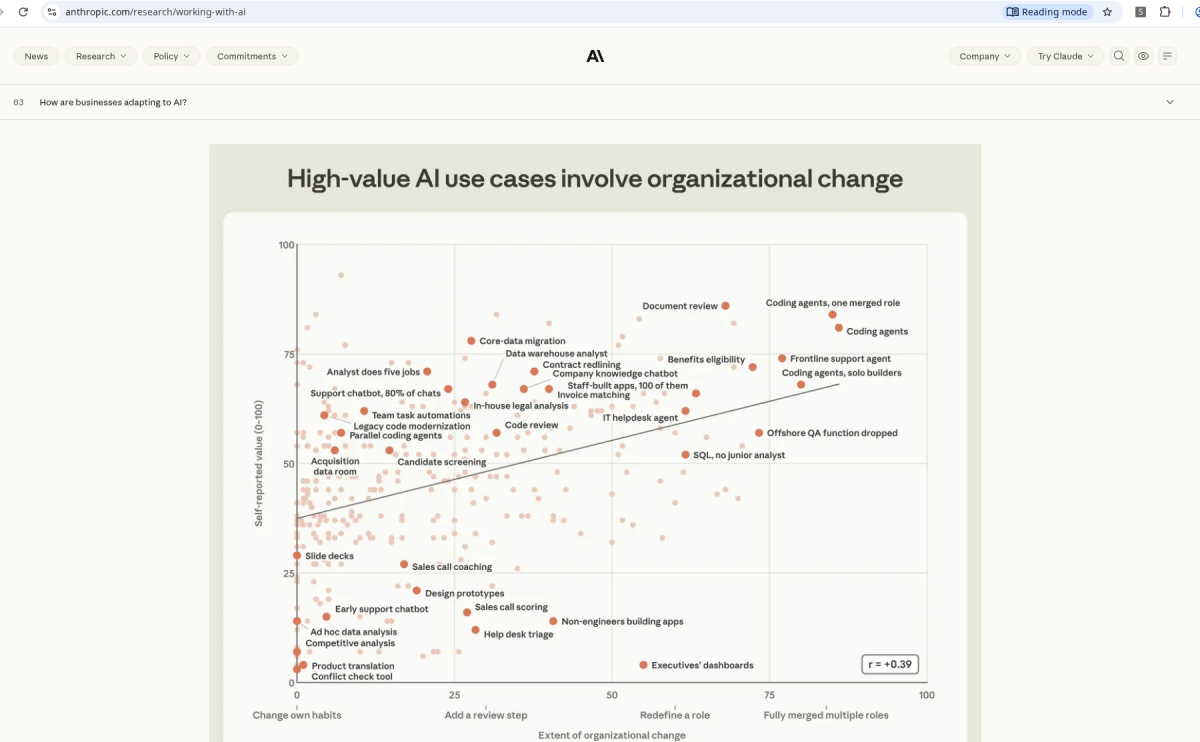 anthropic.com/research/working-with-ai
Reading mode
S
News
Research
Policy
Commitments
Company
Try Claude
03 How are businesses adapting to AI?
High-value AI use cases involve organizational change
Self-reported value (0–100)
100
75
50
25
0
Document review
Coding agents, one merged role
Coding agents
Core-data migration
Data warehouse analyst
Contract redlining
Benefits eligibility
Frontline support agent
Analyst does five jobs
Company knowledge chatbot
Coding agents, solo builders
Support chatbot, 80% of chats
Staff-built apps, 100 of them
Invoice matching
In-house legal analysis
Team task automations
IT helpdesk agent
Legacy code modernization
Code review
Parallel coding agents
Offshore QA function dropped
Acquisition
data room
Candidate screening
SQL, no junior analyst
Slide decks
Sales call coaching
Design prototypes
Early support chatbot
Sales call scoring
Non-engineers building apps
Ad hoc data analysis
Help desk triage
Competitive analysis
Product translation
Executives’ dashboards
Conflict check tool
r = +0.39
0
25
50
75
100
Change own habits
Add a review step
Redefine a role
Fully merged multiple roles
Extent of organizational change